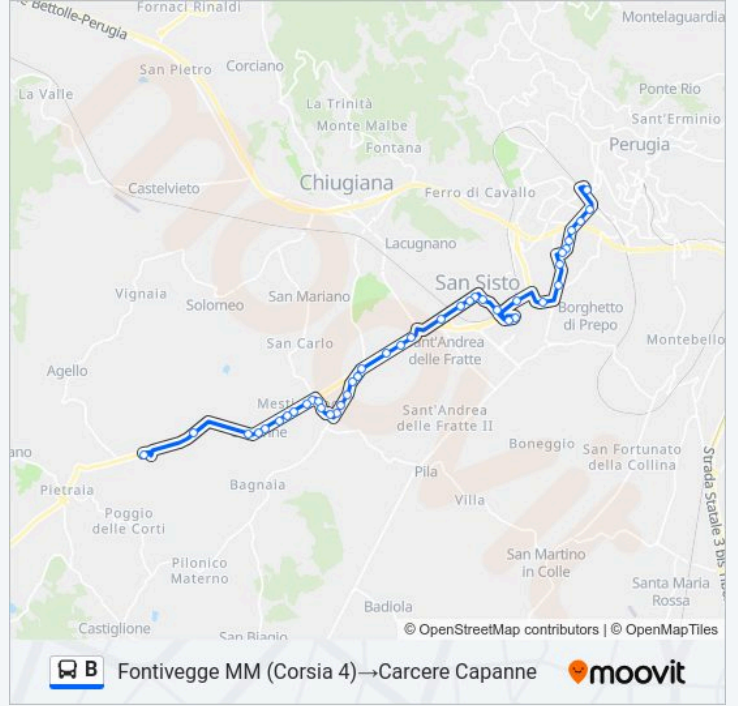 e Bettolle-Perugia
Fornaci Rinaldi
Montelaguardia
San Pietro
Corciano
La Valle
Ponte Rio
La Trinità
Monte Malbe
Sant'Erminio
Fontana
Perugia
Castelvieto
Chiugiana
Ferro di Cavallo
Lacugnano
San Sisto
Vignaia
San Mariano
Solomeo
Borghetto
di Prepo
San Carlo
Sant'Andrea
delle Fratte
Montebello
Agello
Sant'Andrea
delle Fratte II
Boneggio
San Fortunato
della Collina
Pila
Bagnaia
Villa
Pietraia
Poggio
delle Corti
Strada Statale 3 bis
San Martino
in Colle
Pilonico
Materno
Santa Maria
Rossa
Badiola
Castiglione
San Biagio
© OpenStreetMap contributors | © OpenMapTiles
B
Fontivegge MM (Corsia 4)→Carcere Capanne
moovit
moovit